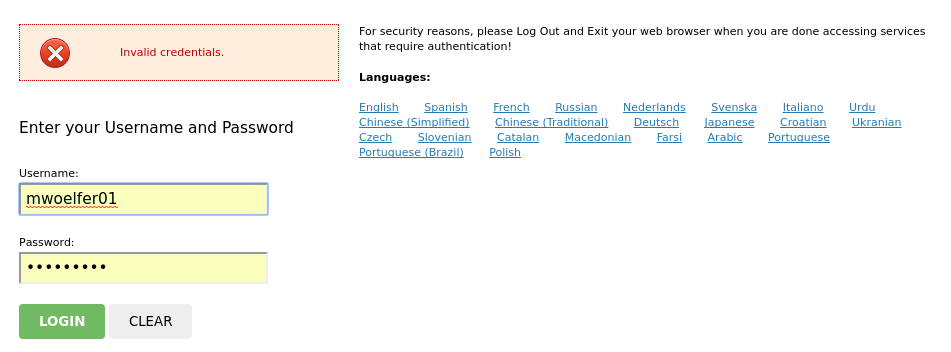 Invalid credentials.
Enter your Username and Password
Username:
mwoelfer01
Password:
•••••••••
LOGIN CLEAR
For security reasons, please Log Out and Exit your web browser when you are done accessing services
that require authentication!
Languages:
English Spanish French Russian Nederlands Svenska Italiano Urdu
Chinese (Simplified) Chinese (Traditional) Deutsch Japanese Croatian Ukranian
Czech Slovenian Catalan Macedonian Farsi Arabic Portuguese
Portuguese (Brazil) Polish